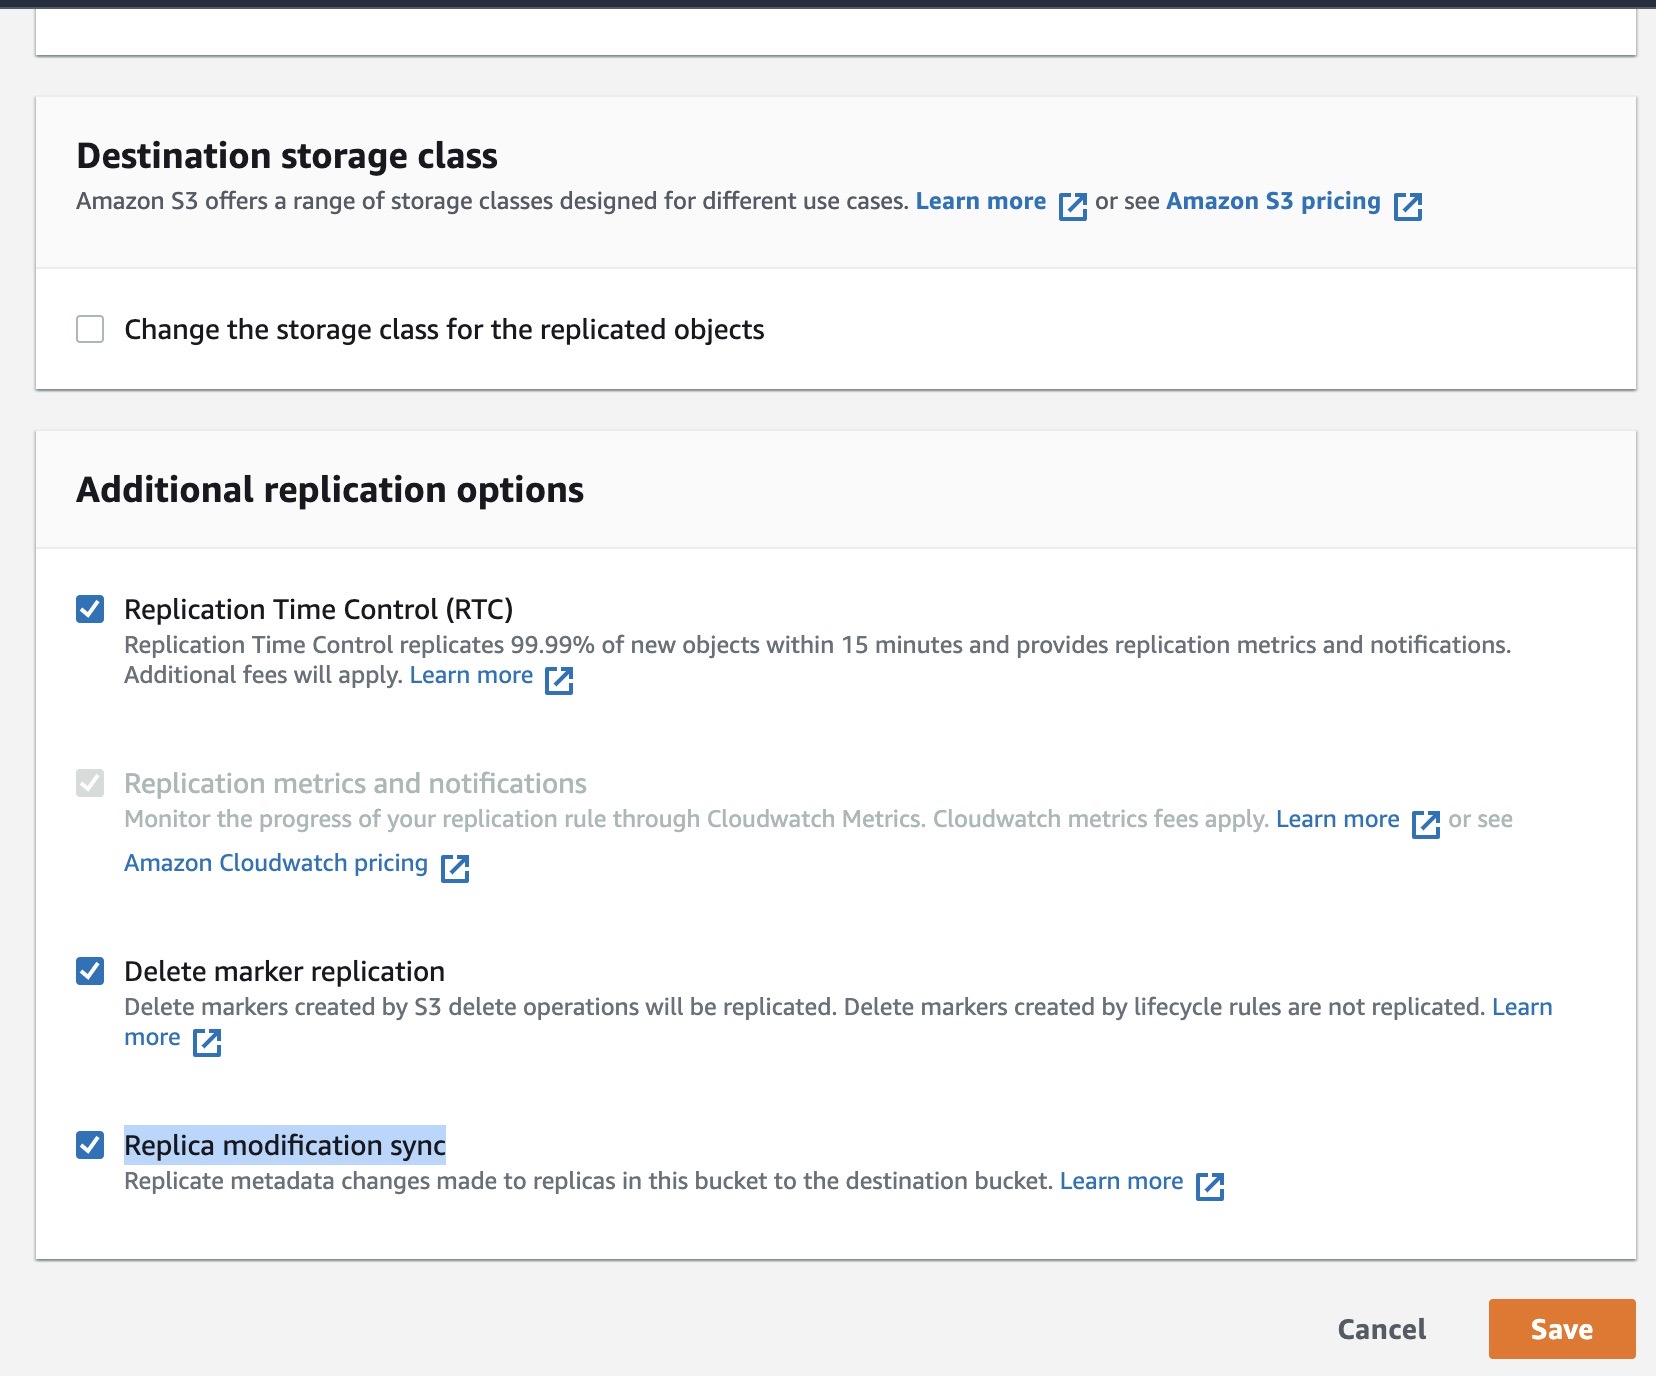 Destination storage class
Amazon S3 offers a range of storage classes designed for different use cases. Learn more or see Amazon S3 pricing
Change the storage class for the replicated objects
Additional replication options
Replication Time Control (RTC)
Replication Time Control replicates 99.99% of new objects within 15 minutes and provides replication metrics and notifications.
Additional fees will apply. Learn more
Replication metrics and notifications
Monitor the progress of your replication rule through Cloudwatch Metrics. Cloudwatch metrics fees apply. Learn more or see
Amazon Cloudwatch pricing
Delete marker replication
Delete markers created by S3 delete operations will be replicated. Delete markers created by lifecycle rules are not replicated. Learn
more
Replica modification sync
Replicate metadata changes made to replicas in this bucket to the destination bucket. Learn more
Cancel
Save